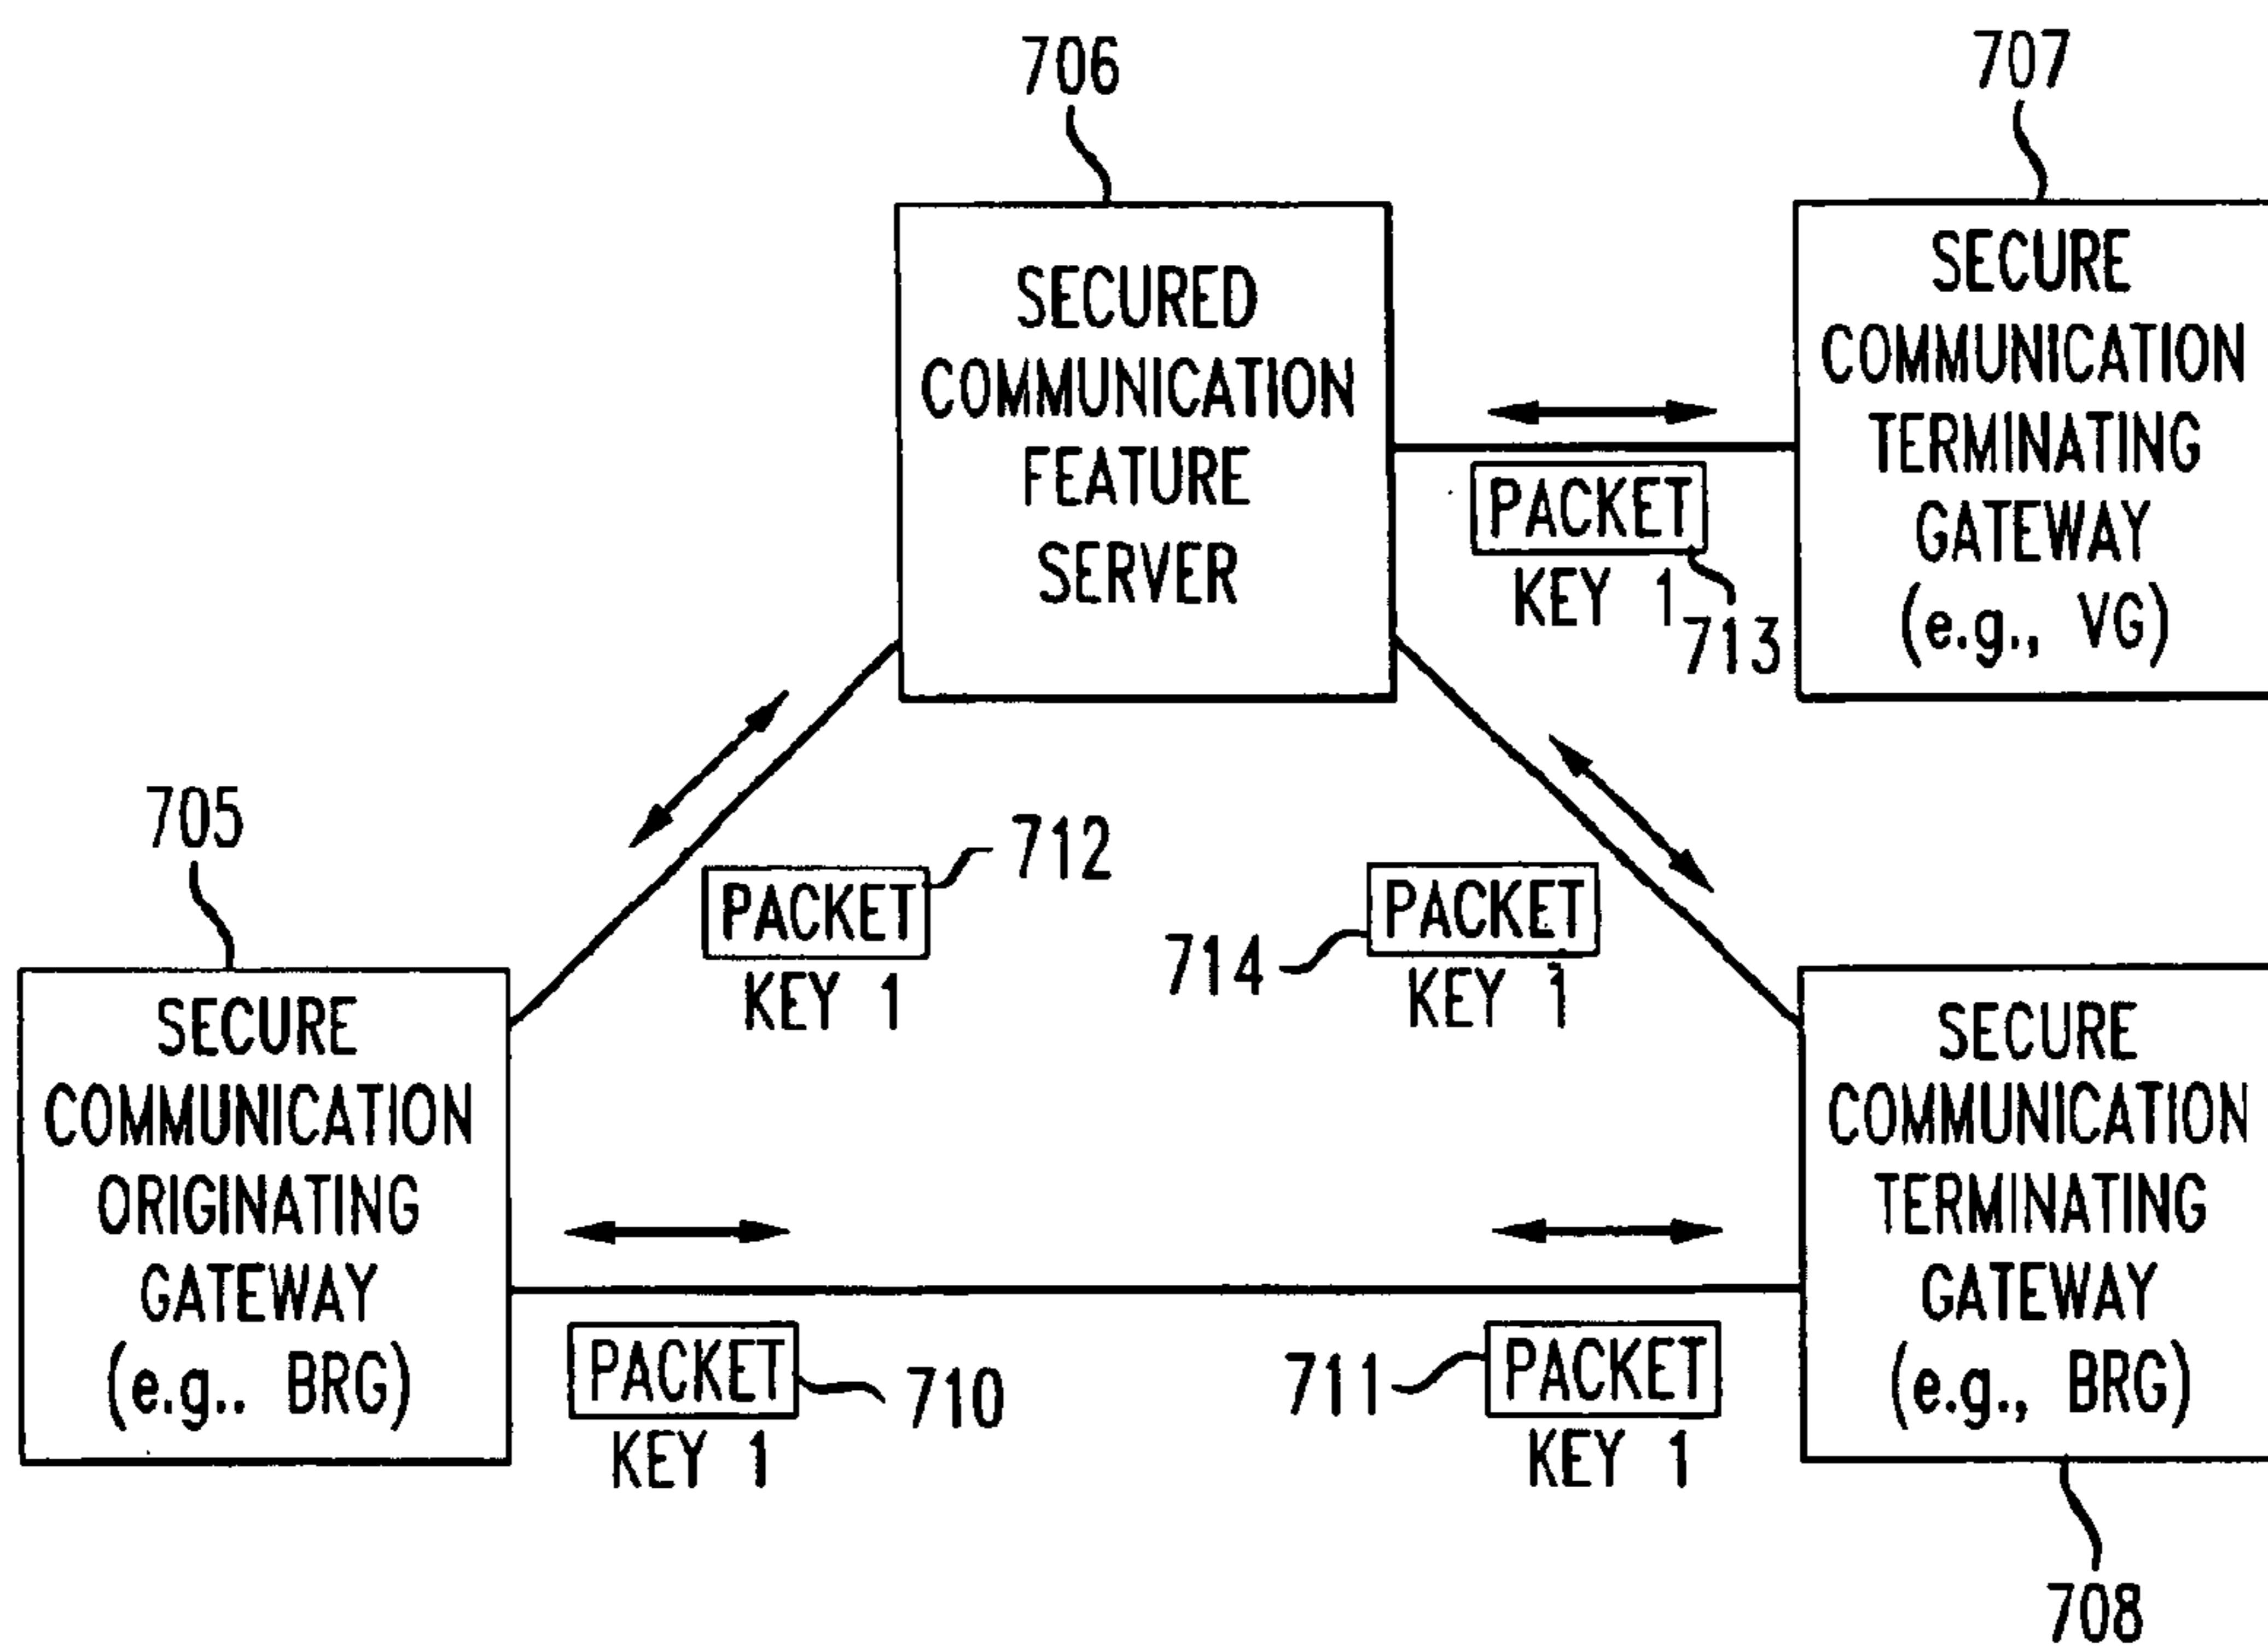 706
707
SECURED
COMMUNICATION
FEATURE
SERVER
SECURE
COMMUNICATION
TERMINATING
GATEWAY
(e.g., VG)
PACKET
KEY 1
713
705
712
PACKET
KEY 1
714
PACKET
KEY 1
SECURE
COMMUNICATION
ORIGINATING
GATEWAY
(e.g.. BRG)
SECURE
COMMUNICATION
TERMINATING
GATEWAY
(e.g., BRG)
PACKET
710
KEY 1
711
PACKET
KEY 1
708